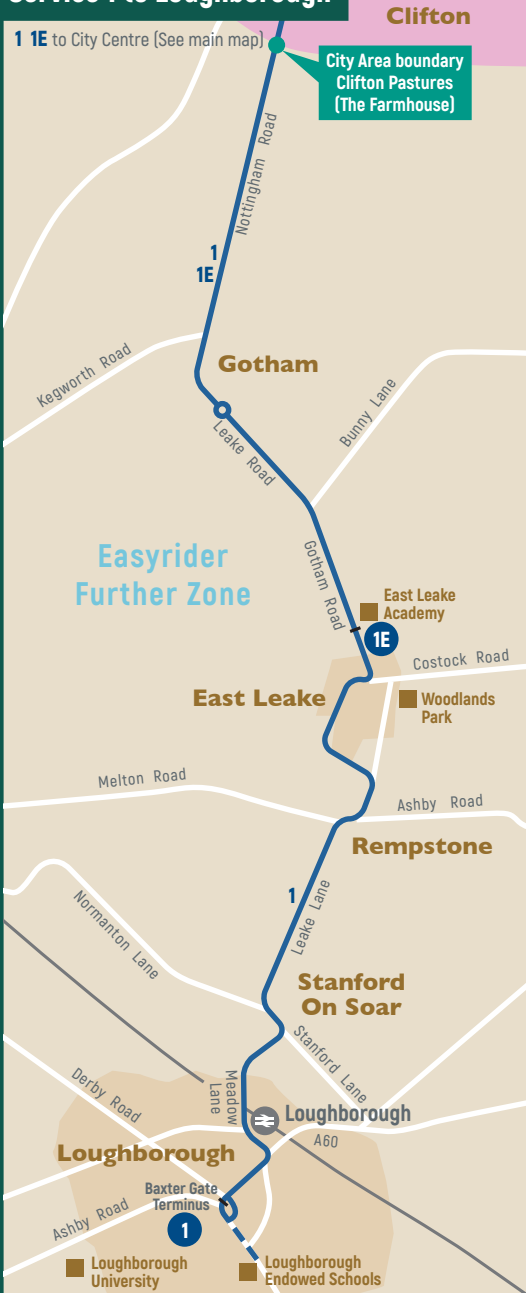 Service 1 to Loughborough
Clifton
1 1E to City Centre (See main map)
City Area boundary
Clifton Pastures
(The Farmhouse)
Nottingham Road
1
1E
Gotham
Kegworth Road
Bunny Lane
Leake Road
Easyrider
Further Zone
Gotham Road
East Leake
Academy
1E
Costock Road
East Leake
Woodlands
Park
Melton Road
Ashby Road
Rempstone
1
Leake Lane
Normanton Lane
Stanford
On Soar
Stanford Lane
Derby Road
Meadow
Lane
Loughborough
A60
Loughborough
Baxter Gate
Terminus
Ashby Road
1
Loughborough
University
Loughborough
Endowed Schools